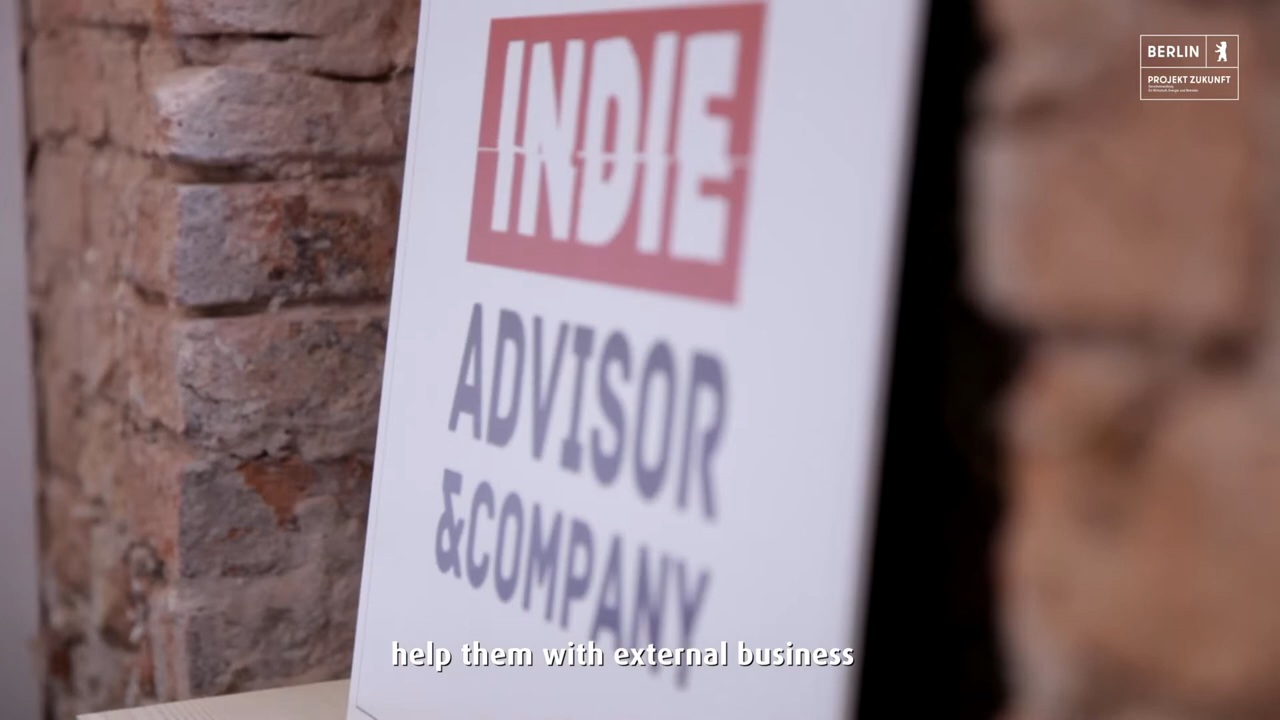 INDIE
ADVISOR
&COMPANY
BERLIN
PROJEKT ZUKUNFT
help them with external business